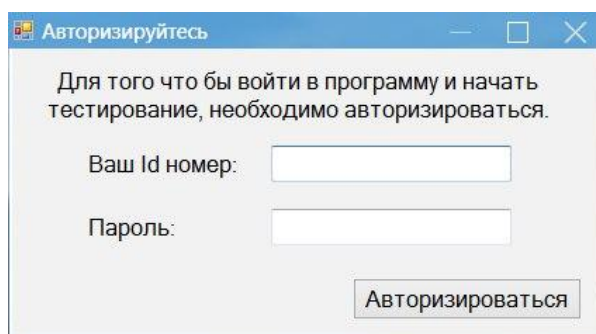 Авторизируйтесь
Для того что бы войти в программу и начать
тестирование, необходимо авторизироваться.
Ваш Id номер:
Пароль:
Авторизироваться